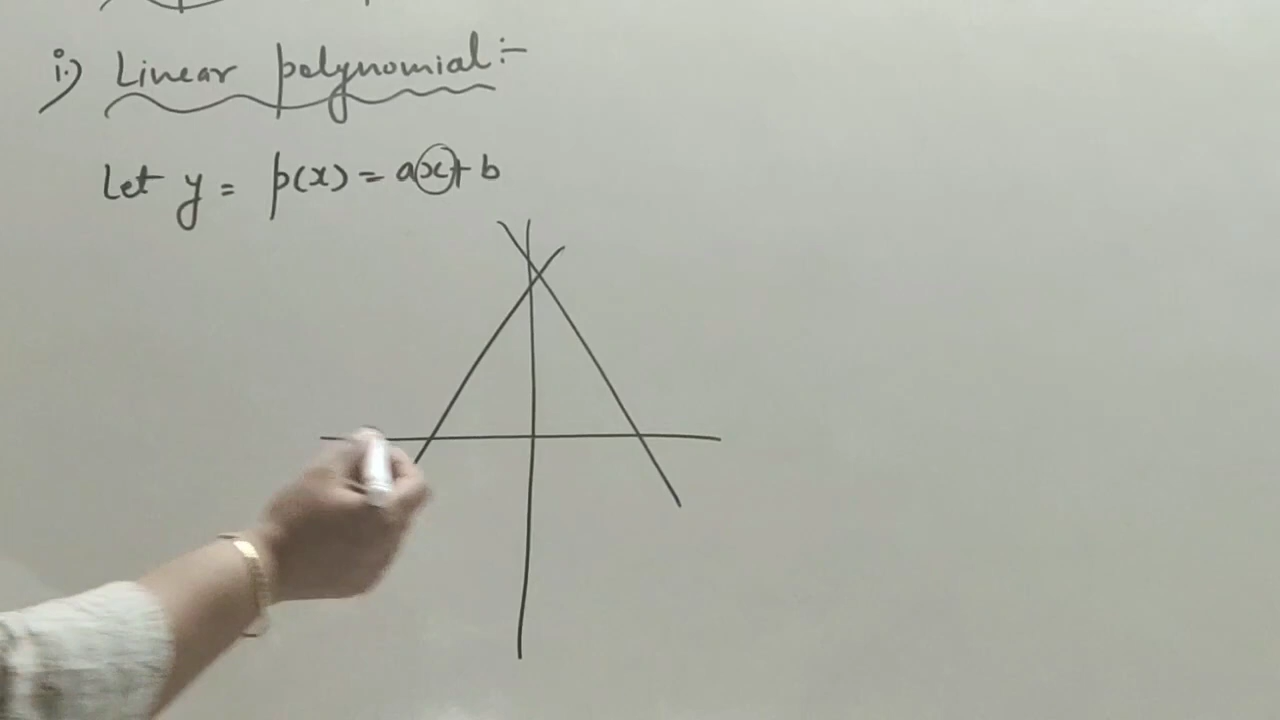 i.) Linear polynomial :-
Let y = p(x) = ax + b